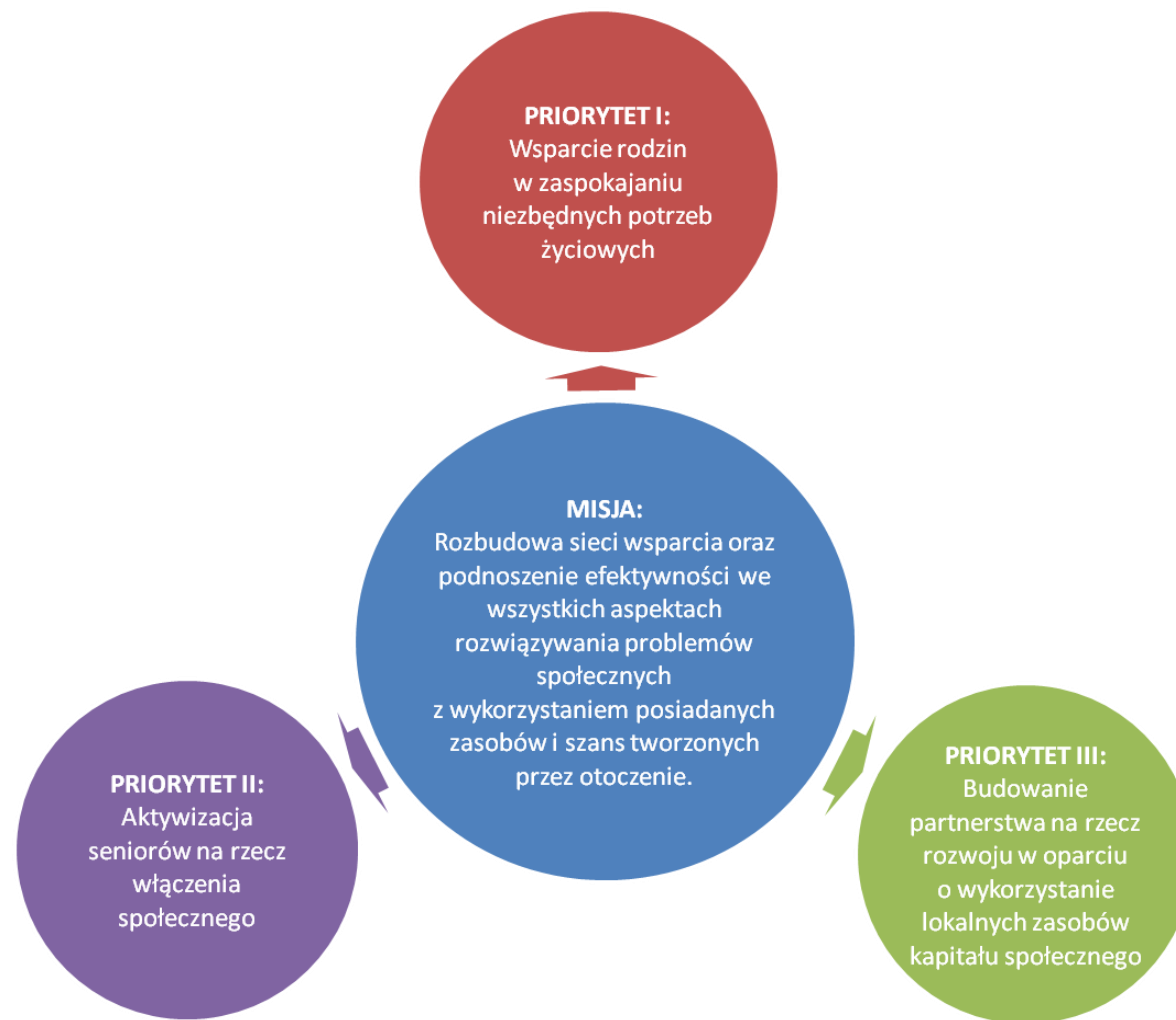 PRIORYTET I:
Wsparcie rodzin
w zaspokajaniu
niezbędnych potrzeb
życiowych
MISJA:
Rozbudowa sieci wsparcia oraz
podnoszenie efektywności we
wszystkich aspektach
rozwiązywania problemów
społecznych
z wykorzystaniem posiadanych
zasobów i szans tworzonych
przez otoczenie.
PRIORYTET II:
Aktywizacja
seniorów na rzecz
włączenia
społecznego
PRIORYTET III:
Budowanie
partnerstwa na rzecz
rozwoju w oparciu
o wykorzystanie
lokalnych zasobów
kapitału społecznego